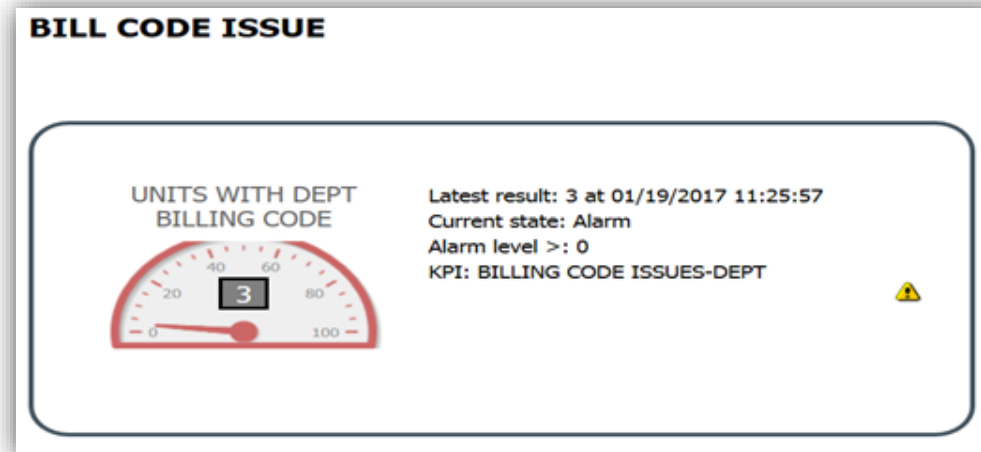 BILL CODE ISSUE
UNITS WITH DEPT
BILLING CODE
Latest result: 3 at 01/19/2017 11:25:57
Current state: Alarm
Alarm level >: 0
KPI: BILLING CODE ISSUES-DEPT
40 60
20 3 80
0 100